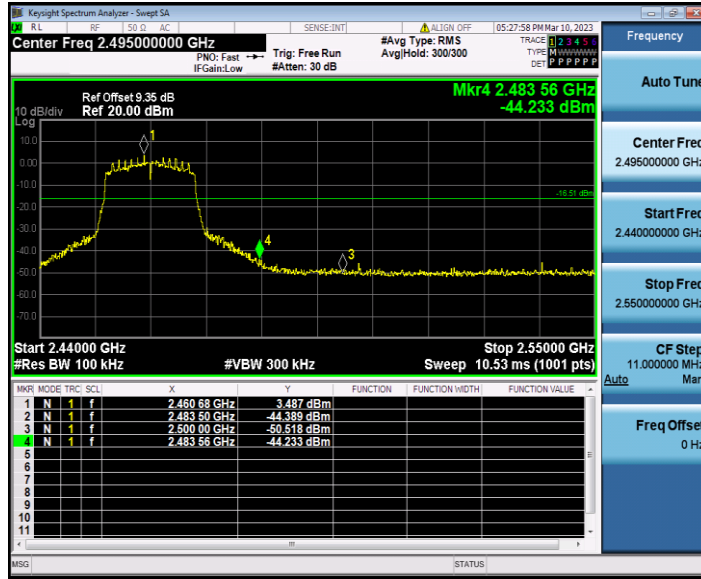 Keysight Spectrum Analyzer - Swept SA
RL RF 50 Ω AC SENSE:INT ALIGN OFF 05:27:58 PM Mar 10, 2023
Center Freq 2.495000000 GHz
PNO: Fast
IFGain:Low
Trig: Free Run
#Atten: 30 dB
#Avg Type: RMS
Avg|Hold: 300/300
TRACE 1 2 3 4 5 6
TYPE M W W W W W
DET P P P P P P
Frequency
Auto Tune
Center Freq
2.495000000 GHz
Start Freq
2.440000000 GHz
Stop Freq
2.550000000 GHz
CF Step
11.000000 MHz
Auto Man
Freq Offset
0 Hz
Mkr4 2.483 56 GHz
-44.233 dBm
Ref Offset 9.35 dB
10 dB/div Ref 20.00 dBm
Log
10.0
0.00
-10.0
-20.0
-30.0
-40.0
-50.0
-60.0
-70.0
1
4
3
-16.51 dBm
Start 2.44000 GHz Stop 2.55000 GHz
#Res BW 100 kHz #VBW 300 kHz Sweep 10.53 ms (1001 pts)
MKR MODE TRC SCL X Y FUNCTION FUNCTION WIDTH FUNCTION VALUE
1 N 1 f 2.460 68 GHz 3.487 dBm
2 N 1 f 2.483 50 GHz -44.389 dBm
3 N 1 f 2.500 00 GHz -50.518 dBm
4 N 1 f 2.483 56 GHz -44.233 dBm
5
6
7
8
9
10
11
MSG STATUS